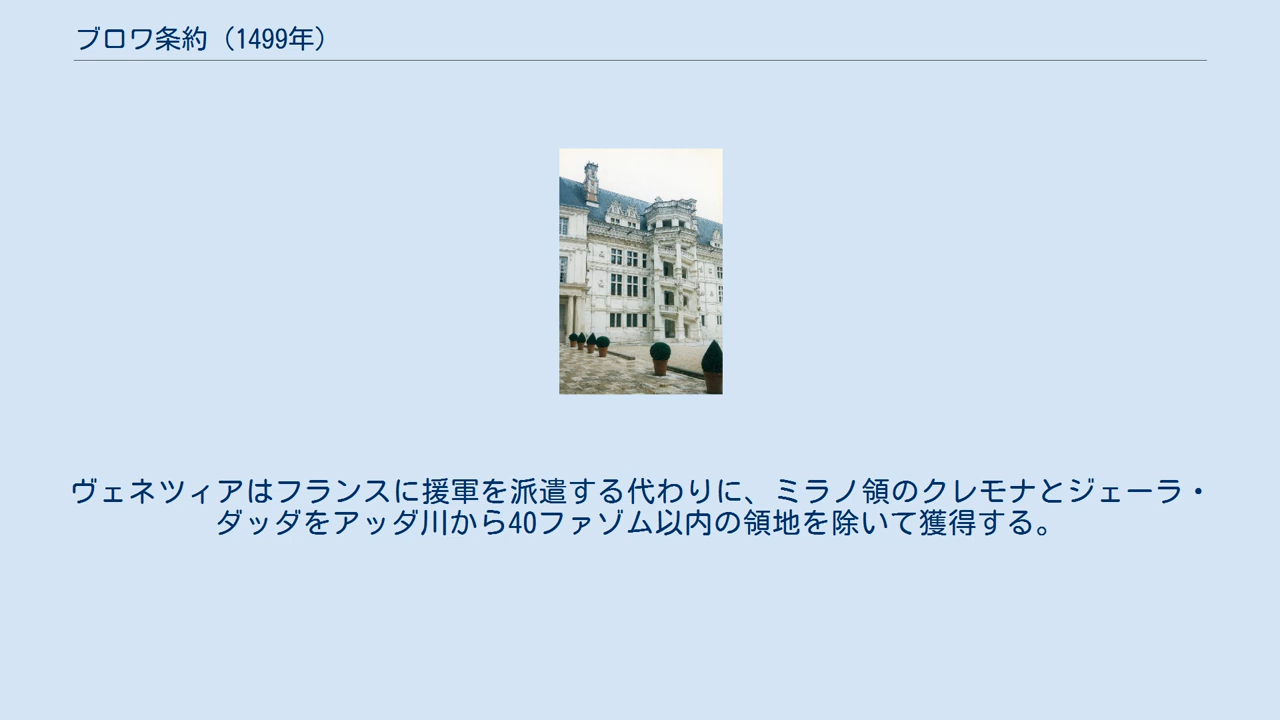 ブロワ条約（1499年）
ヴェネツィアはフランスに援軍を派遣する代わりに、ミラノ領のクレモナとジェーラ・
ダッダをアッダ川から40ファゾム以内の領地を除いて獲得する。